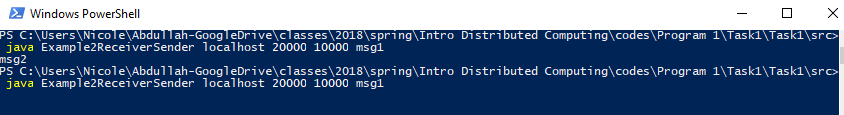 Windows PowerShell
PS C:\Users\Nicole\Abdullah-GoogleDrive\classes\2018\spring\Intro Distributed Computing\codes\Program 1\Task1\Task1\src>
java Example2ReceiverSender localhost 20000 10000 msg1
msg2
PS C:\Users\Nicole\Abdullah-GoogleDrive\classes\2018\spring\Intro Distributed Computing\codes\Program 1\Task1\Task1\src>
java Example2ReceiverSender localhost 20000 10000 msg1